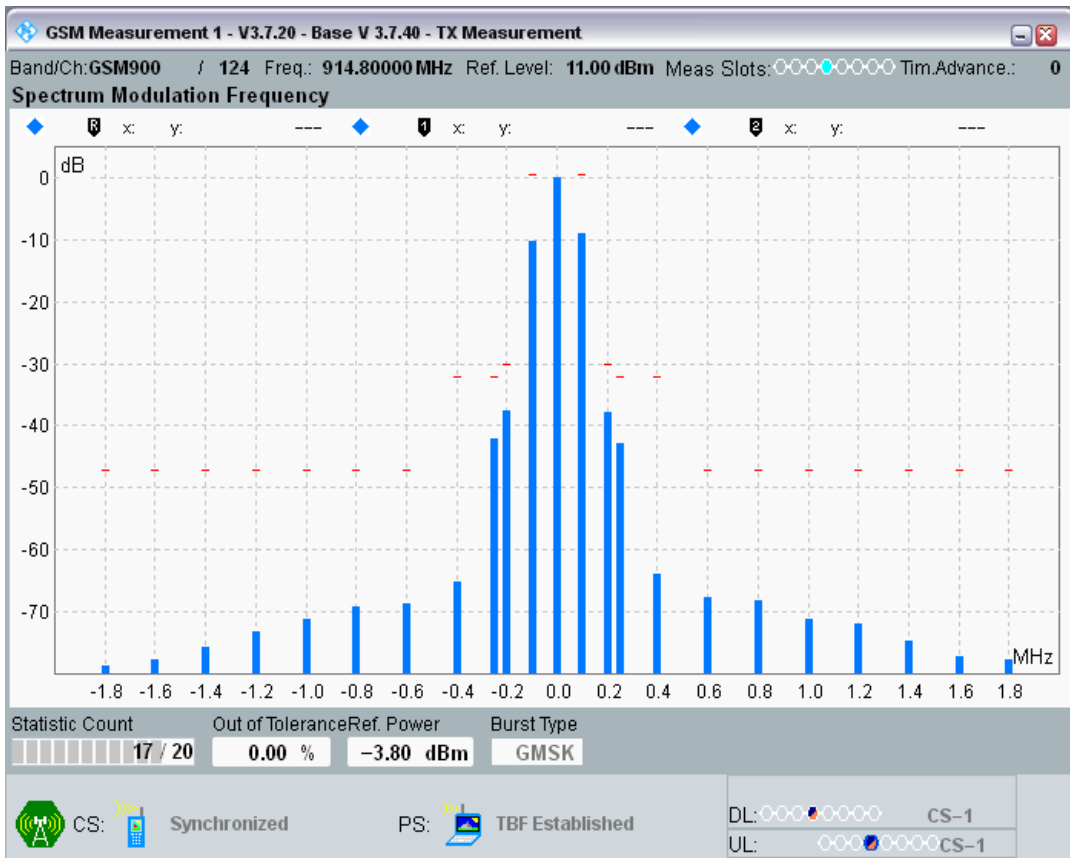 GSM Measurement 1 - V3.7.20 - Base V 3.7.40 - TX Measurement
Band/Ch:GSM900 / 124 Freq.: 914.80000 MHz Ref. Level: 11.00 dBm Meas Slots: Tim.Advance.: 0
Spectrum Modulation Frequency
R x: y: --- 1 x: y: --- 2 x: y: ---
dB
0
-10
-20
-30
-40
-50
-60
-70
MHz
-1.8 -1.6 -1.4 -1.2 -1.0 -0.8 -0.6 -0.4 -0.2 0.0 0.2 0.4 0.6 0.8 1.0 1.2 1.4 1.6 1.8
Statistic Count Out of Tolerance Ref. Power Burst Type
17 / 20 0.00 % −3.80 dBm GMSK
CS: Synchronized PS: TBF Established
DL: CS−1
UL: CS−1